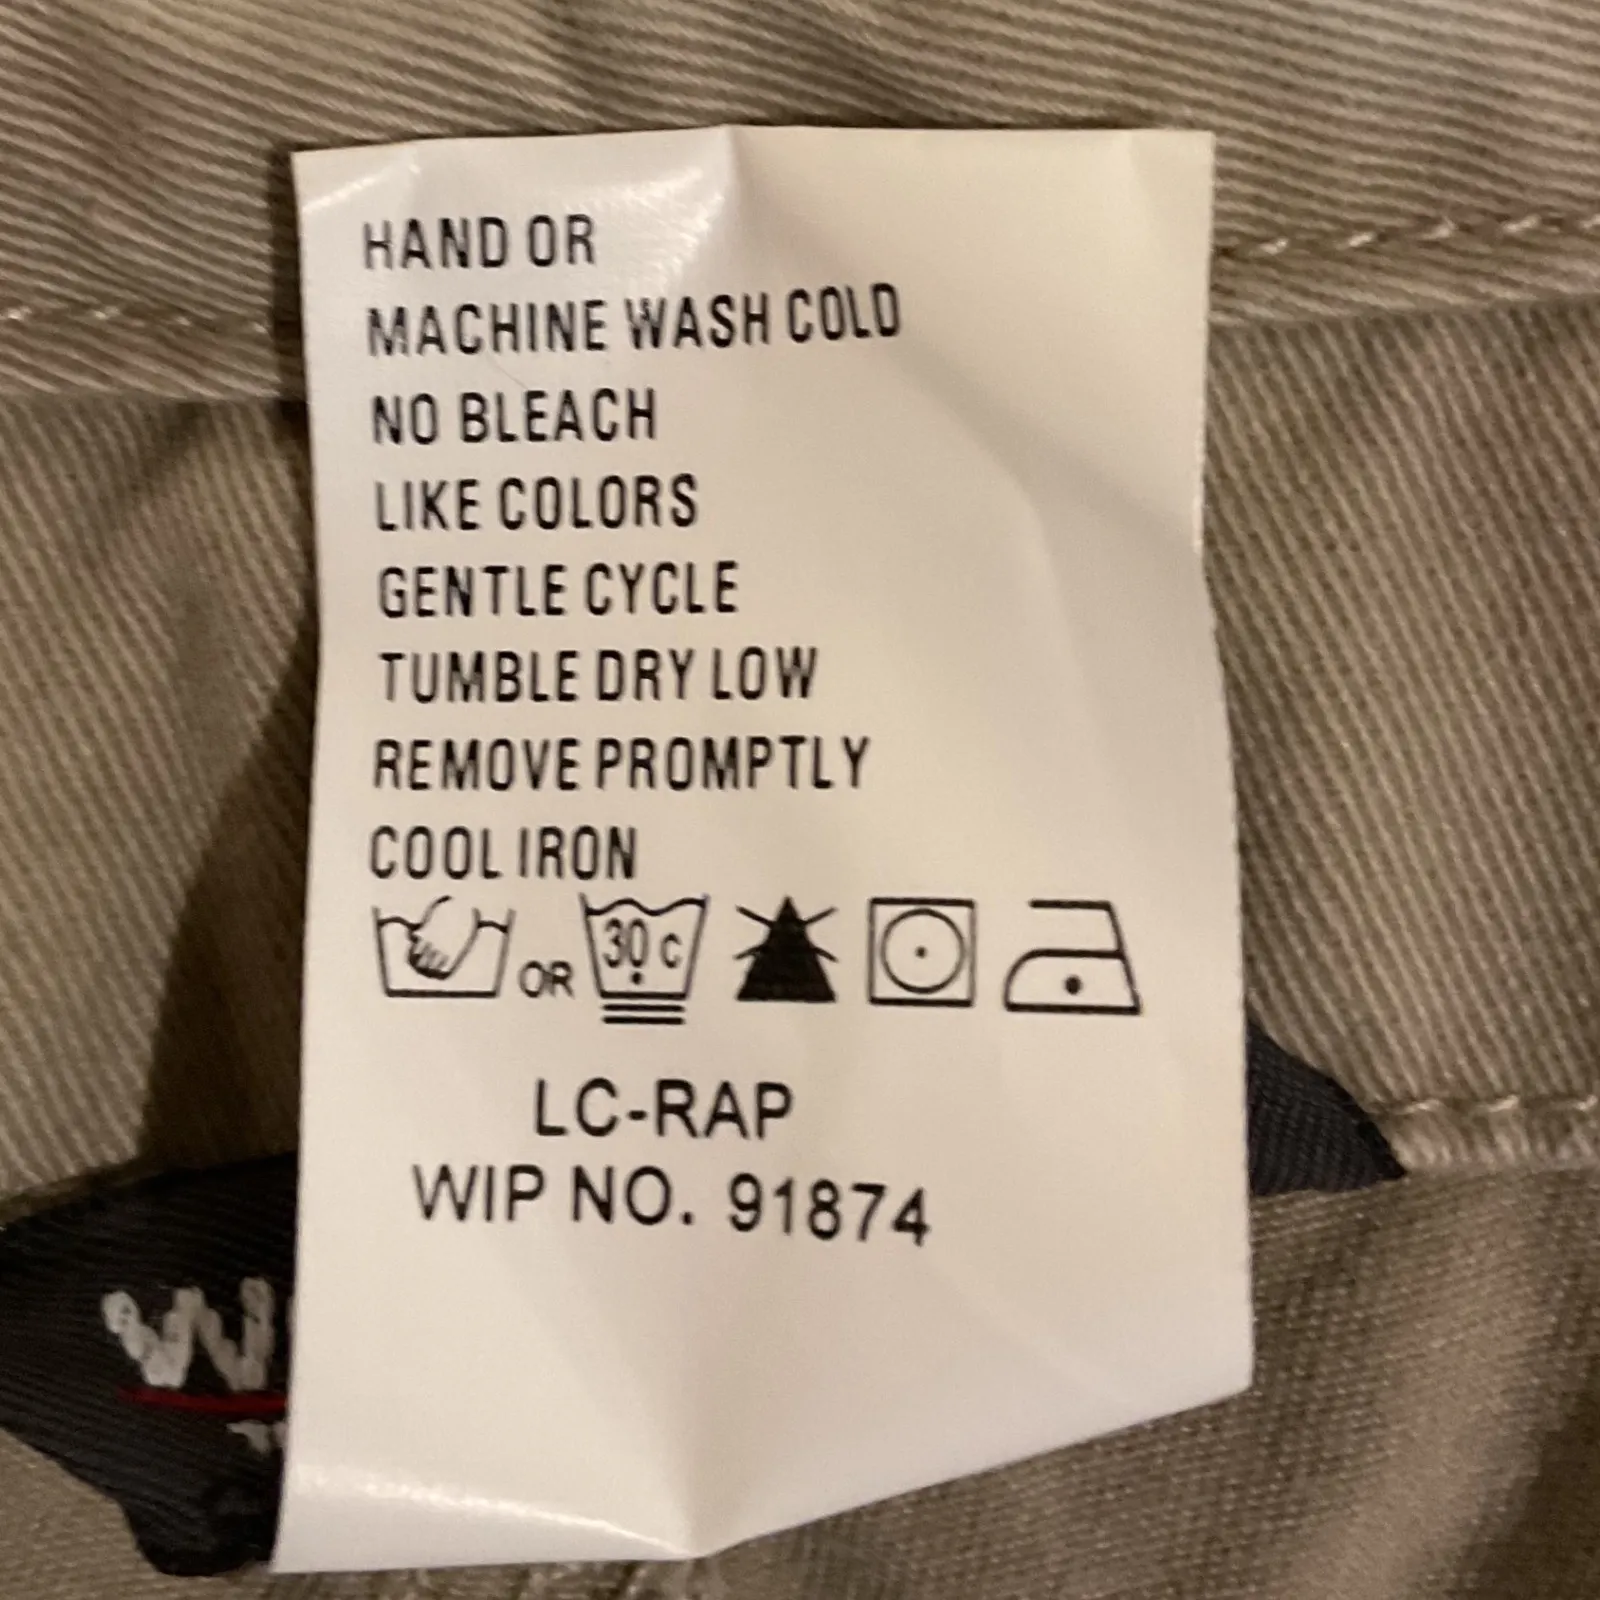 HAND OR
MACHINE WASH COLD
NO BLEACH
LIKE COLORS
GENTLE CYCLE
TUMBLE DRY LOW
REMOVE PROMPTLY
COOL IRON
OR 30 C
LC-RAP
WIP NO. 91874